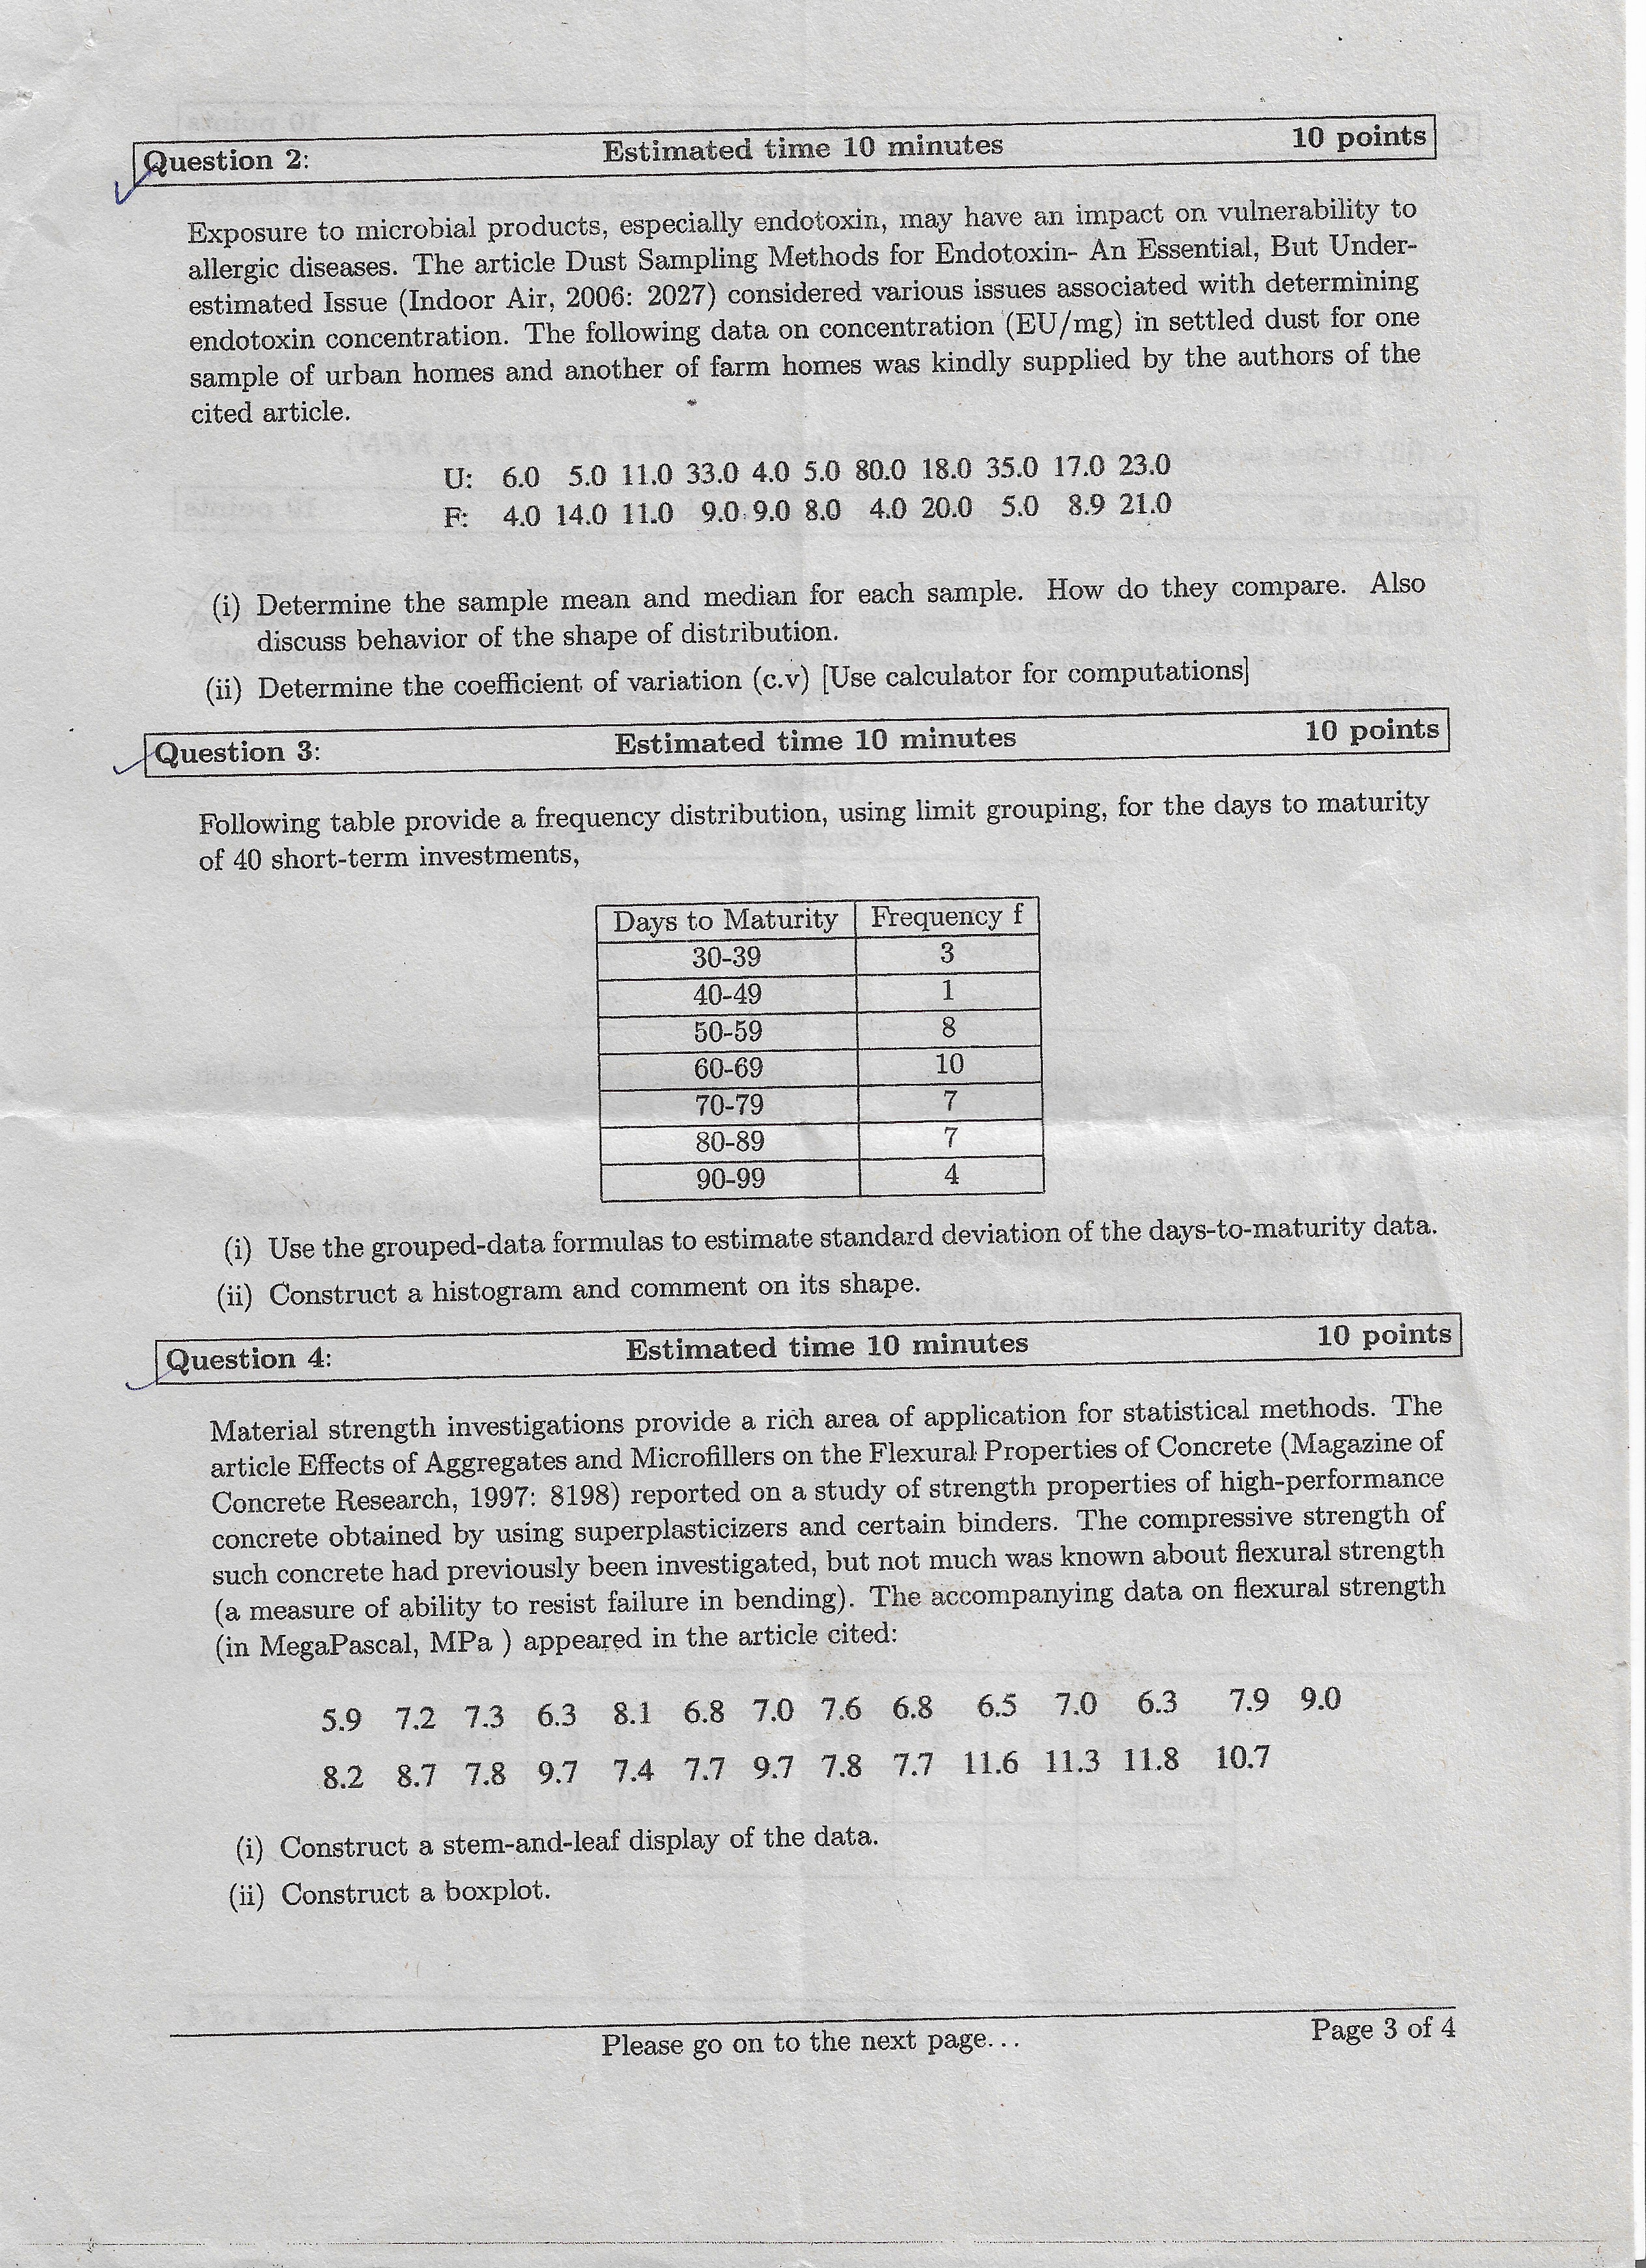 Question 2: Estimated time 10 minutes 10 points
Exposure to microbial products, especially endotoxin, may have an impact on vulnerability to
allergic diseases. The article Dust Sampling Methods for Endotoxin- An Essential, But Under-
estimated Issue (Indoor Air, 2006: 2027) considered various issues associated with determining
endotoxin concentration. The following data on concentration (EU/mg) in settled dust for one
sample of urban homes and another of farm homes was kindly supplied by the authors of the
cited article.
U: 6.0 5.0 11.0 33.0 4.0 5.0 80.0 18.0 35.0 17.0 23.0
F: 4.0 14.0 11.0 9.0 9.0 8.0 4.0 20.0 5.0 8.9 21.0
(i) Determine the sample mean and median for each sample. How do they compare. Also
discuss behavior of the shape of distribution.
(ii) Determine the coefficient of variation (c.v) [Use calculator for computations]
Question 3: Estimated time 10 minutes 10 points
Following table provide a frequency distribution, using limit grouping, for the days to maturity
of 40 short-term investments,
Days to Maturity Frequency f
30-39 3
40-49 1
50-59 8
60-69 10
70-79 7
80-89 7
90-99 4
(i) Use the grouped-data formulas to estimate standard deviation of the days-to-maturity data.
(ii) Construct a histogram and comment on its shape.
Question 4: Estimated time 10 minutes 10 points
Material strength investigations provide a rich area of application for statistical methods. The
article Effects of Aggregates and Microfillers on the Flexural Properties of Concrete (Magazine of
Concrete Research, 1997: 8198) reported on a study of strength properties of high-performance
concrete obtained by using superplasticizers and certain binders. The compressive strength of
such concrete had previously been investigated, but not much was known about flexural strength
(a measure of ability to resist failure in bending). The accompanying data on flexural strength
(in MegaPascal, MPa ) appeared in the article cited:
5.9 7.2 7.3 6.3 8.1 6.8 7.0 7.6 6.8 6.5 7.0 6.3 7.9 9.0
8.2 8.7 7.8 9.7 7.4 7.7 9.7 7.8 7.7 11.6 11.3 11.8 10.7
(i) Construct a stem-and-leaf display of the data.
(ii) Construct a boxplot.
Please go on to the next page... Page 3 of 4